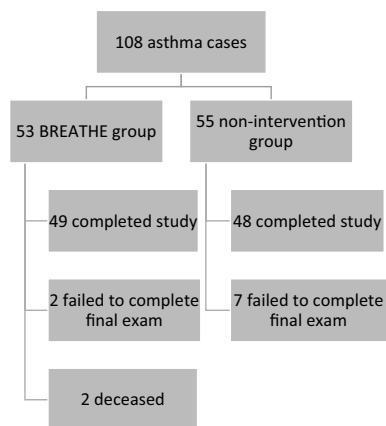 108 asthma cases
53 BREATHE group
55 non-intervention
group
49 completed study
48 completed study
2 failed to complete
final exam
7 failed to complete
final exam
2 deceased